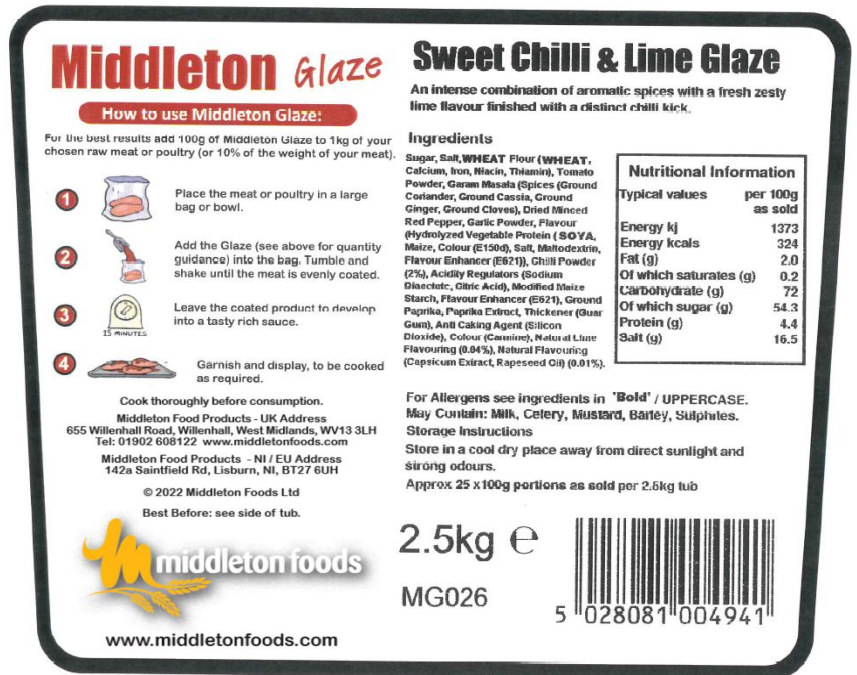 Middleton Glaze
How to use Middleton Glaze:
For the best results add 100g of Middleton Glaze to 1kg of your
chosen raw meat or poultry (or 10% of the weight of your meat).
1
Place the meat or poultry in a large
bag or bowl.
2
Add the Glaze (see above for quantity
guidance) into the bag. Tumble and
shake until the meat is evenly coated.
3
15 MINUTES
Leave the coated product to develop
into a tasty rich sauce.
4
Garnish and display, to be cooked
as required.
Cook thoroughly before consumption.
Middleton Food Products - UK Address
655 Willenhall Road, Willenhall, West Midlands, WV13 3LH
Tel: 01902 608122 www.middletonfoods.com
Middleton Food Products - NI / EU Address
142a Saintfield Rd, Lisburn, NI, BT27 6UH
© 2022 Middleton Foods Ltd
Best Before: see side of tub.
middleton foods
www.middletonfoods.com
Sweet Chilli & Lime Glaze
An intense combination of aromatic spices with a fresh zesty
lime flavour finished with a distinct chilli kick.
Ingredients
Sugar, Salt, WHEAT Flour (WHEAT,
Calcium, Iron, Niacin, Thiamin), Tomato
Powder, Garam Masala (Spices (Ground
Coriander, Ground Cassia, Ground
Ginger, Ground Cloves), Dried Minced
Red Pepper, Garlic Powder, Flavour
(Hydrolyzed Vegetable Protein (SOYA,
Maize, Colour (E150d), Salt, Maltodextrin,
Flavour Enhancer (E621)), Chilli Powder
(2%), Acidity Regulators (Sodium
Diacetate, Citric Acid), Modified Maize
Starch, Flavour Enhancer (E621), Ground
Paprika, Paprika Extract, Thickener (Guar
Gum), Anti Caking Agent (Silicon
Dioxide), Colour (Carmine), Natural Lime
Flavouring (0.04%), Natural Flavouring
(Capsicum Extract, Rapeseed Oil) (0.01%).
Nutritional Information
Typical values per 100g
as sold
Energy kj 1373
Energy kcals 324
Fat (g) 2.0
Of which saturates (g) 0.2
Carbohydrate (g) 72
Of which sugar (g) 54.3
Protein (g) 4.4
Salt (g) 16.5
For Allergens see ingredients in 'Bold' / UPPERCASE.
May Contain: Milk, Celery, Mustard, Barley, Sulphites.
Storage Instructions
Store in a cool dry place away from direct sunlight and
strong odours.
Approx 25 x 100g portions as sold per 2.5kg tub
2.5kg e
MG026
5 028081 004941